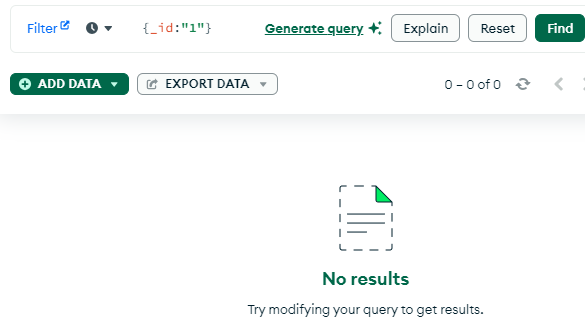 Filter {_id:"1"} Generate query Explain Reset Find
ADD DATA EXPORT DATA 0 – 0 of 0
No results
Try modifying your query to get results.